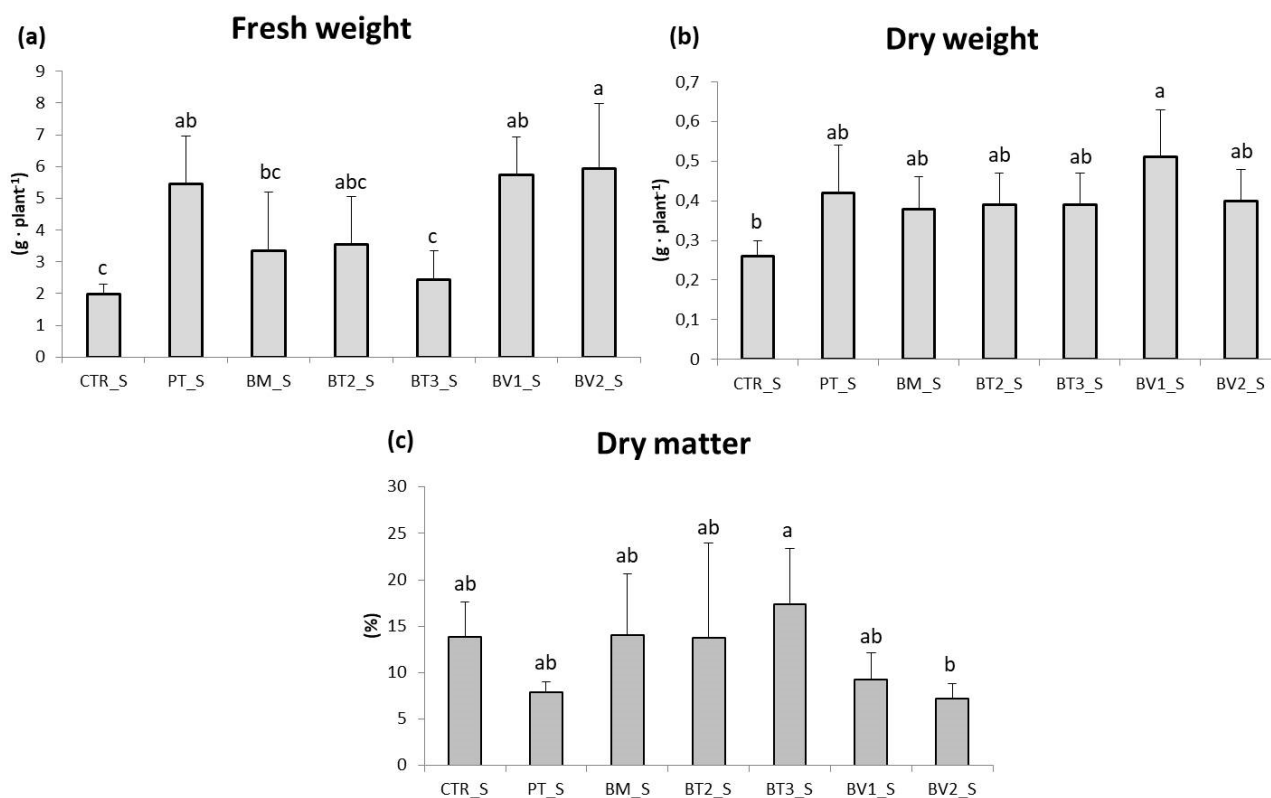 (a) Fresh weight
(g · plant⁻¹)
9
8
7
6
5
4
3
2
1
0
c
ab
bc
abc
c
ab
a
CTR_S PT_S BM_S BT2_S BT3_S BV1_S BV2_S
(b) Dry weight
(g · plant⁻¹)
0,7
0,6
0,5
0,4
0,3
0,2
0,1
0
b
ab
ab
ab
ab
a
ab
CTR_S PT_S BM_S BT2_S BT3_S BV1_S BV2_S
(c) Dry matter
(%)
30
25
20
15
10
5
0
ab
ab
ab
ab
a
ab
b
CTR_S PT_S BM_S BT2_S BT3_S BV1_S BV2_S